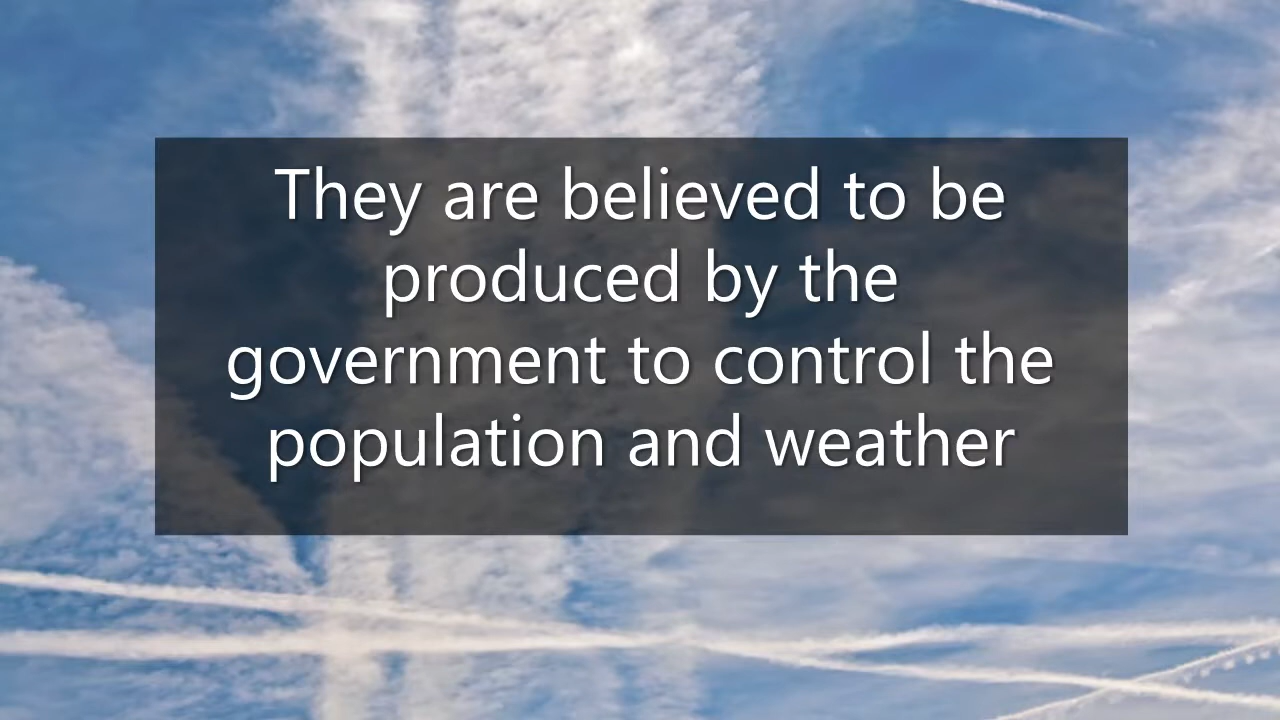 They are believed to be
produced by the
government to control the
population and weather